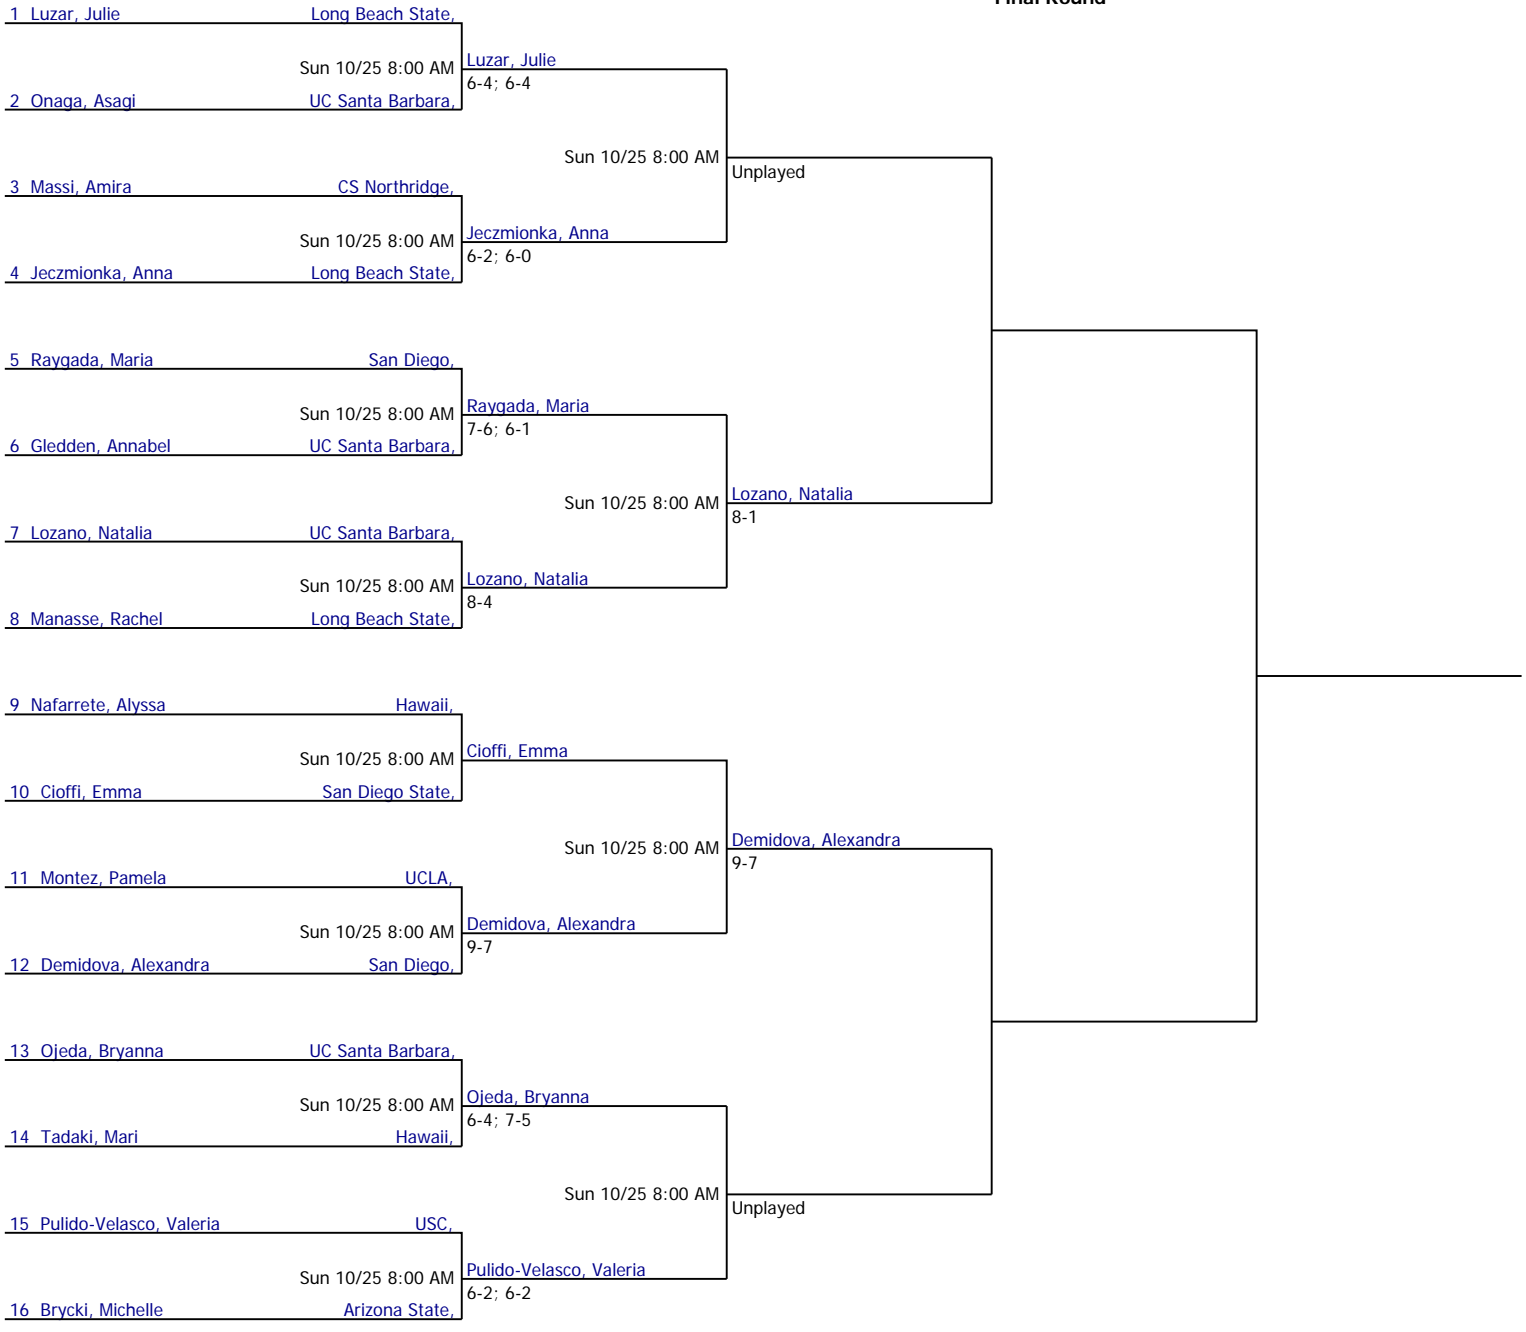 Final Round
1 Luzar, Julie Long Beach State,
Luzar, Julie
Sun 10/25 8:00 AM
6-4; 6-4
2 Onaga, Asagi UC Santa Barbara,
Sun 10/25 8:00 AM
Unplayed
3 Massi, Amira CS Northridge,
Jeczmionka, Anna
Sun 10/25 8:00 AM
6-2; 6-0
4 Jeczmionka, Anna Long Beach State,
5 Raygada, Maria San Diego,
Raygada, Maria
Sun 10/25 8:00 AM
7-6; 6-1
6 Gledden, Annabel UC Santa Barbara,
Lozano, Natalia
Sun 10/25 8:00 AM
8-1
7 Lozano, Natalia UC Santa Barbara,
Lozano, Natalia
Sun 10/25 8:00 AM
8-4
8 Manasse, Rachel Long Beach State,
9 Nafarrete, Alyssa Hawaii,
Cioffi, Emma
Sun 10/25 8:00 AM
10 Cioffi, Emma San Diego State,
Demidova, Alexandra
Sun 10/25 8:00 AM
9-7
11 Montez, Pamela UCLA,
Demidova, Alexandra
Sun 10/25 8:00 AM
9-7
12 Demidova, Alexandra San Diego,
13 Ojeda, Bryanna UC Santa Barbara,
Ojeda, Bryanna
Sun 10/25 8:00 AM
6-4; 7-5
14 Tadaki, Mari Hawaii,
Sun 10/25 8:00 AM
Unplayed
15 Pulido-Velasco, Valeria USC,
Pulido-Velasco, Valeria
Sun 10/25 8:00 AM
6-2; 6-2
16 Brycki, Michelle Arizona State,